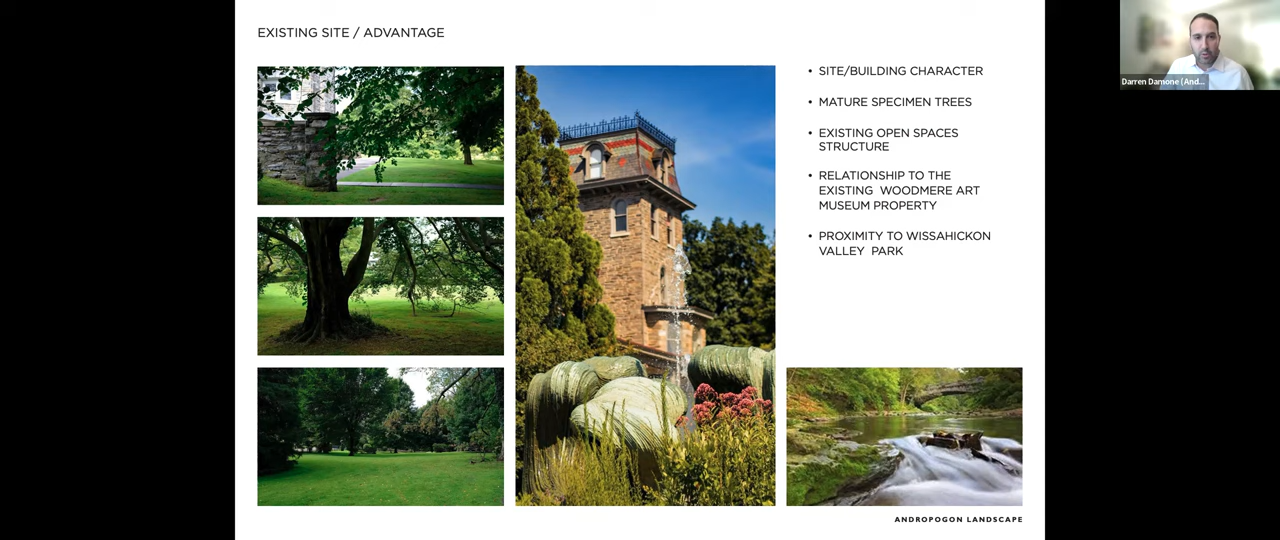 EXISTING SITE / ADVANTAGE
• SITE/BUILDING CHARACTER
• MATURE SPECIMEN TREES
• EXISTING OPEN SPACES
STRUCTURE
• RELATIONSHIP TO THE
EXISTING WOODMERE ART
MUSEUM PROPERTY
• PROXIMITY TO WISSAHICKON
VALLEY PARK
ANDROPOGON LANDSCAPE
Darren Damone (And...